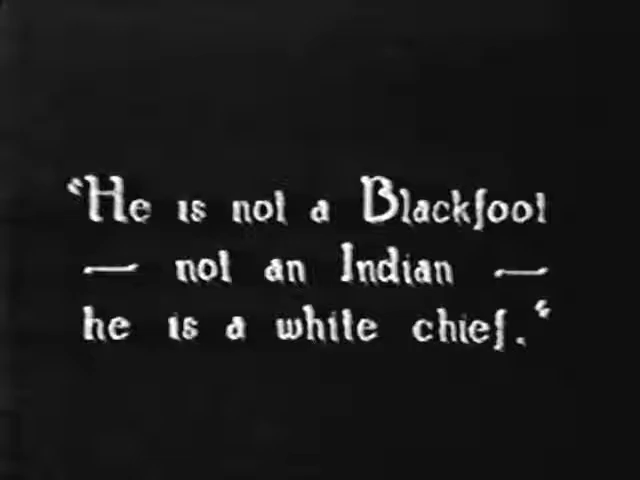 "He is not a Blackfoot
— not an Indian —
he is a white chief."